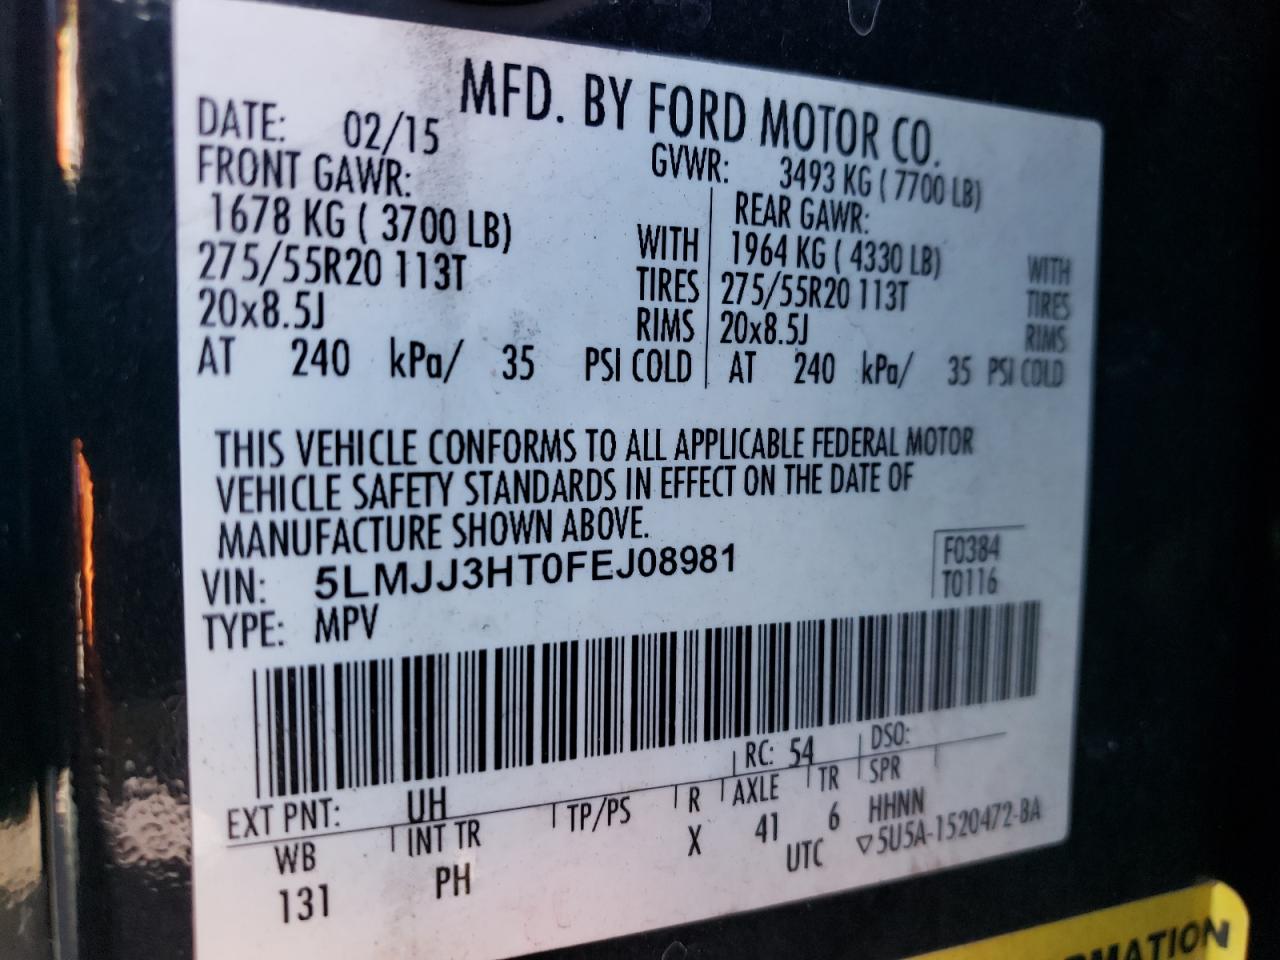 MFD. BY FORD MOTOR CO.
DATE: 02/15
GVWR: 3493 KG ( 7700 LB)
FRONT GAWR:
1678 KG ( 3700 LB) WITH
275/55R20 113T TIRES
20x8.5J RIMS
AT 240 kPa/ 35 PSI COLD
REAR GAWR:
1964 KG ( 4330 LB) WITH
275/55R20 113T TIRES
20x8.5J RIMS
AT 240 kPa/ 35 PSI COLD
THIS VEHICLE CONFORMS TO ALL APPLICABLE FEDERAL MOTOR
VEHICLE SAFETY STANDARDS IN EFFECT ON THE DATE OF
MANUFACTURE SHOWN ABOVE.
VIN: 5LMJJ3HT0FEJ08981
TYPE: MPV
F0384
T0116
EXT PNT: UH RC: 54 DSO:
WB INT TR TP/PS R AXLE TR SPR
131 PH X 41 6 HHNN
UTC ▽5U5A-1520472-BA
RMATION